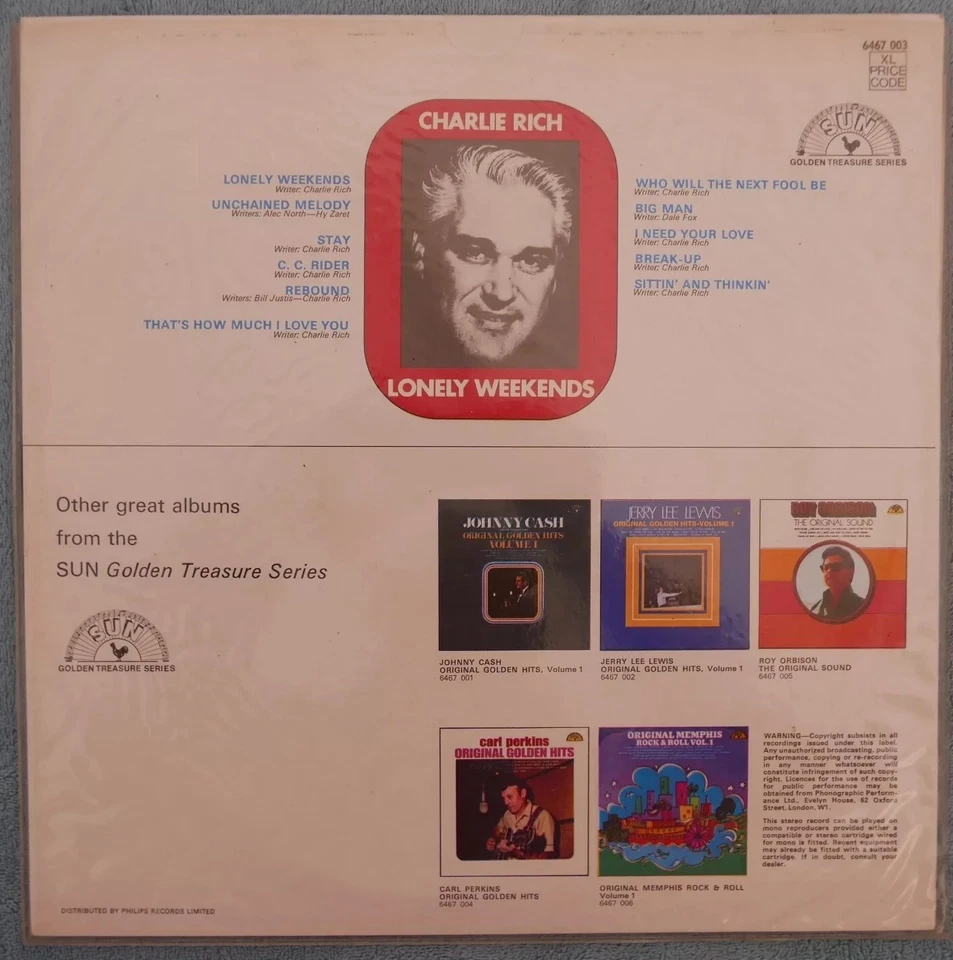 6467 003
XL
PRICE
CODE
SUN
GOLDEN TREASURE SERIES
CHARLIE RICH
LONELY WEEKENDS
LONELY WEEKENDS
Writer: Charlie Rich
UNCHAINED MELODY
Writers: Alec North—Hy Zaret
STAY
Writer: Charlie Rich
C. C. RIDER
Writer: Charlie Rich
REBOUND
Writers: Bill Justis—Charlie Rich
THAT'S HOW MUCH I LOVE YOU
Writer: Charlie Rich
WHO WILL THE NEXT FOOL BE
Writer: Charlie Rich
BIG MAN
Writer: Dale Fox
I NEED YOUR LOVE
Writer: Charlie Rich
BREAK-UP
Writer: Charlie Rich
SITTIN' AND THINKIN'
Writer: Charlie Rich
Other great albums
from the
SUN Golden Treasure Series
SUN
GOLDEN TREASURE SERIES
JOHNNY CASH
ORIGINAL GOLDEN HITS
VOLUME I
JOHNNY CASH
ORIGINAL GOLDEN HITS, Volume 1
6467 001
JERRY LEE LEWIS
ORIGINAL GOLDEN HITS-VOLUME 1
JERRY LEE LEWIS
ORIGINAL GOLDEN HITS, Volume 1
6467 002
ROY ORBISON
THE ORIGINAL SOUND
ROY ORBISON
THE ORIGINAL SOUND
6467 005
carl perkins
ORIGINAL GOLDEN HITS
CARL PERKINS
ORIGINAL GOLDEN HITS
6467 004
ORIGINAL MEMPHIS
ROCK & ROLL VOL. 1
ORIGINAL MEMPHIS ROCK & ROLL
Volume 1
6467 006
WARNING—Copyright subsists in all
recordings issued under this label.
Any unauthorized broadcasting, public
performance, copying or re-recording
in any manner whatsoever will
constitute infringement of such copy-
right. Licences for the use of records
for public performance may be
obtained from Phonographic Perform-
ance Ltd., Evelyn House, 62 Oxford
Street, London, W1.
This stereo record can be played on
mono reproducers provided either a
compatible or stereo cartridge wired
for mono is fitted. Recent equipment
may already be fitted with a suitable
cartridge. If in doubt, consult your
dealer.
DISTRIBUTED BY PHILIPS RECORDS LIMITED